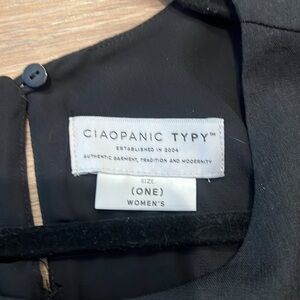 CIAOPANIC TYPY™
ESTABLISHED IN 2004
AUTHENTIC GARMENT, TRADITION AND MODERNITY
SIZE
(ONE)
WOMEN'S